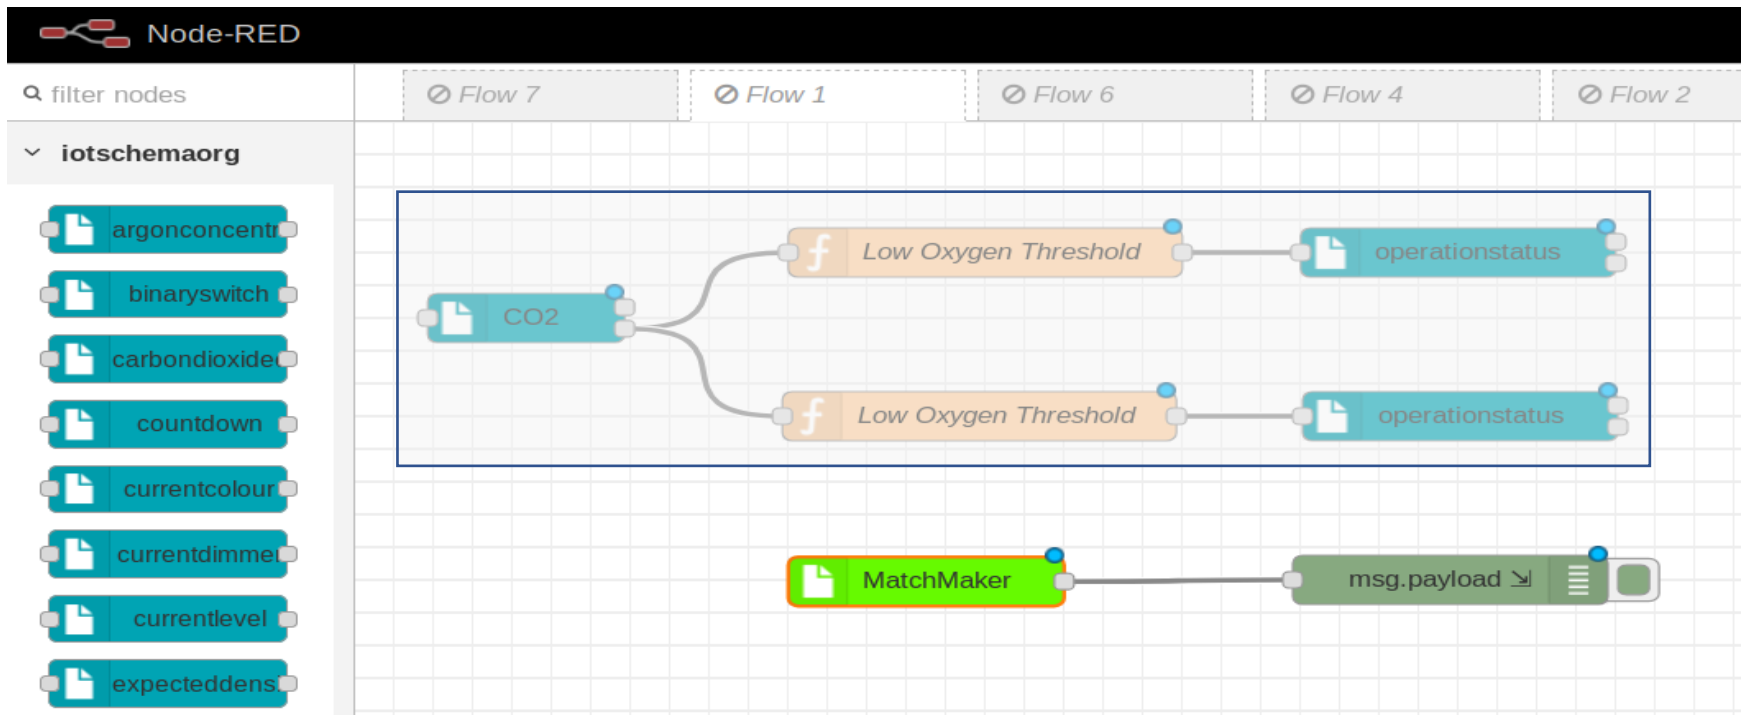 Node-RED
filter nodes
Flow 7
Flow 1
Flow 6
Flow 4
Flow 2
iotschemaorg
argonconcentr
binaryswitch
carbondioxide
countdown
currentcolour
currentdimme
currentlevel
expecteddens
CO2
Low Oxygen Threshold
operationstatus
Low Oxygen Threshold
operationstatus
MatchMaker
msg.payload